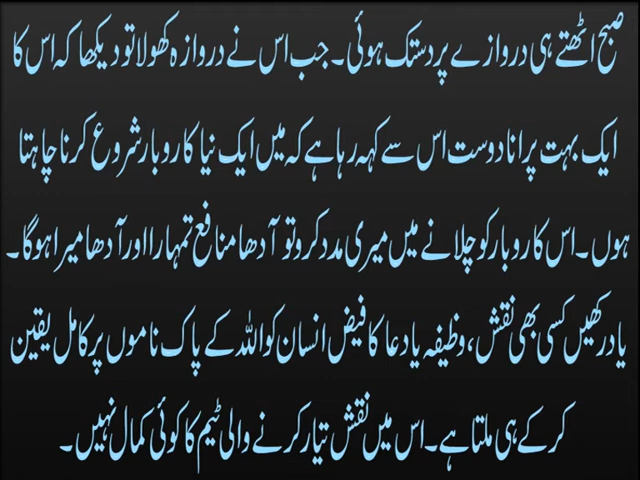 صبح اٹھتے ہی دروازے پر دستک ہوئی۔ جب اس نے دروازہ کھولا تو دیکھا کہ اس کا
ایک بہت پرانا دوست اس سے کہہ رہا ہے کہ میں ایک نیا کاروبار شروع کرنا چاہتا
ہوں۔ اس کاروبار کو چلانے میں میری مدد کرو تو آدھا منافع تمہارا اور آدھا میرا ہوگا۔
یاد رکھیں کسی بھی نقش، وظیفہ یا دعا کا فیض انسان کو اللہ کے پاک ناموں پر کامل یقین
کر کے ہی ملتا ہے۔ اس میں نقش تیار کرنے والی ٹیم کا کوئی کمال نہیں۔